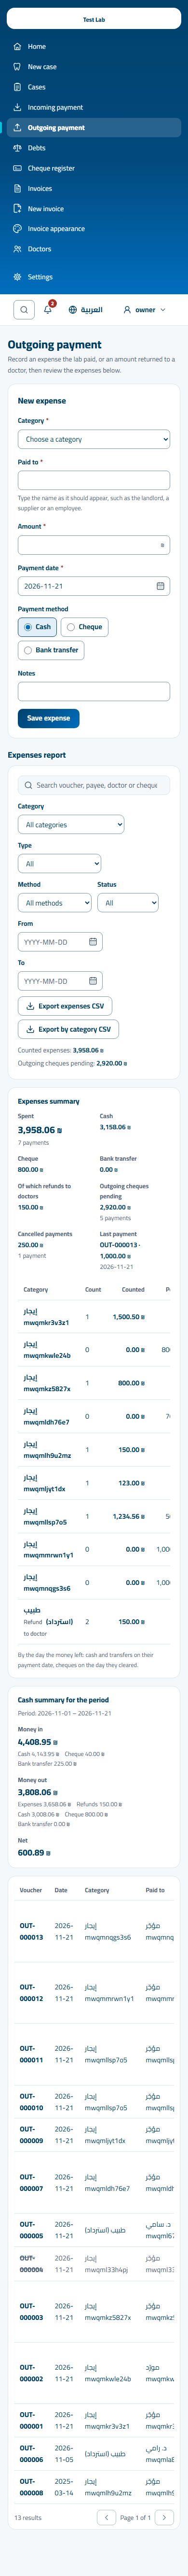 Test Lab
Home
New case
Cases
Incoming payment
Outgoing payment
Debts
Cheque register
Invoices
New invoice
Invoice appearance
Doctors
Settings
2
العربية
owner
Outgoing payment
Record an expense the lab paid, or an amount returned to a
doctor, then review the expenses below.
New expense
Category *
Choose a category
Paid to *
Type the name as it should appear, such as the landlord, a
supplier or an employee.
Amount *
₪
Payment date *
2026-11-21
Payment method
Cash
Cheque
Bank transfer
Notes
Save expense
Expenses report
Search voucher, payee, doctor or cheque
Category
All categories
Type
All
Method
Status
All methods
All
From
YYYY-MM-DD
To
YYYY-MM-DD
Export expenses CSV
Export by category CSV
Counted expenses: 3,958.06 ₪
Outgoing cheques pending: 2,920.00 ₪
Expenses summary
Spent
Cash
3,958.06 ₪
3,158.06 ₪
7 payments
Cheque
Bank transfer
800.00 ₪
0.00 ₪
Of which refunds to
doctors
Outgoing cheques
pending
150.00 ₪
2,920.00 ₪
5 payments
Cancelled payments
Last payment
250.00 ₪
OUT-000013 ·
1,000.00 ₪
1 payment
2026-11-21
Category Count Counted
إيجار
mwqmkr3v3z1 1 1,500.50 ₪
إيجار
mwqmkwle24b 0 0.00 ₪
إيجار
mwqmkz5827x 1 800.00 ₪
إيجار
mwqmldh76e7 0 0.00 ₪
إيجار
mwqmlh9u2mz 1 150.00 ₪
إيجار
mwqmljyt1dx 1 123.00 ₪
إيجار
mwqmllsp7o5 1 1,234.56 ₪
إيجار
mwqmmrwn1y1 0 0.00 ₪
إيجار
mwqmnqgs3s6 0 0.00 ₪
طبيب
(استرداد) Refund
to doctor
2 150.00 ₪
By the day the money left: cash and transfers on their
payment date, cheques on the day they cleared.
Cash summary for the period
Period: 2026-11-01 – 2026-11-21
Money in
4,408.95 ₪
Cash 4,143.95 ₪ Cheque 40.00 ₪
Bank transfer 225.00 ₪
Money out
3,808.06 ₪
Expenses 3,658.06 ₪ Refunds 150.00 ₪
Cash 3,008.06 ₪ Cheque 800.00 ₪
Bank transfer 0.00 ₪
Net
600.89 ₪
Voucher Date Category Paid to
OUT-
000013
2026-
11-21
إيجار
mwqmnqgs3s6
مؤجّر
OUT-
000012
2026-
11-21
إيجار
mwqmmrwn1y1
مؤجّر
OUT-
000011
2026-
11-21
إيجار
mwqmllsp7o5
مؤجّر
OUT-
000010
2026-
11-21
إيجار
mwqmllsp7o5
مؤجّر
OUT-
000009
2026-
11-21
إيجار
mwqmljyt1dx
مؤجّر
OUT-
000007
2026-
11-21
إيجار
mwqmldh76e7
مؤجّر
OUT-
000005
2026-
11-21
طبيب (استرداد)
د. سامي
OUT-
000004
2026-
11-21
إيجار
mwqml33h4pj
مؤجّر
OUT-
000003
2026-
11-21
إيجار
mwqmkz5827x
مؤجّر
OUT-
000002
2026-
11-21
إيجار
mwqmkwle24b
مورّد
OUT-
000001
2026-
11-21
إيجار
mwqmkr3v3z1
مؤجّر
OUT-
000006
2026-
11-05
طبيب (استرداد)
د. رامي
OUT-
000008
2025-
03-14
إيجار
mwqmlh9u2mz
مؤجّر
13 results
Page 1 of 1